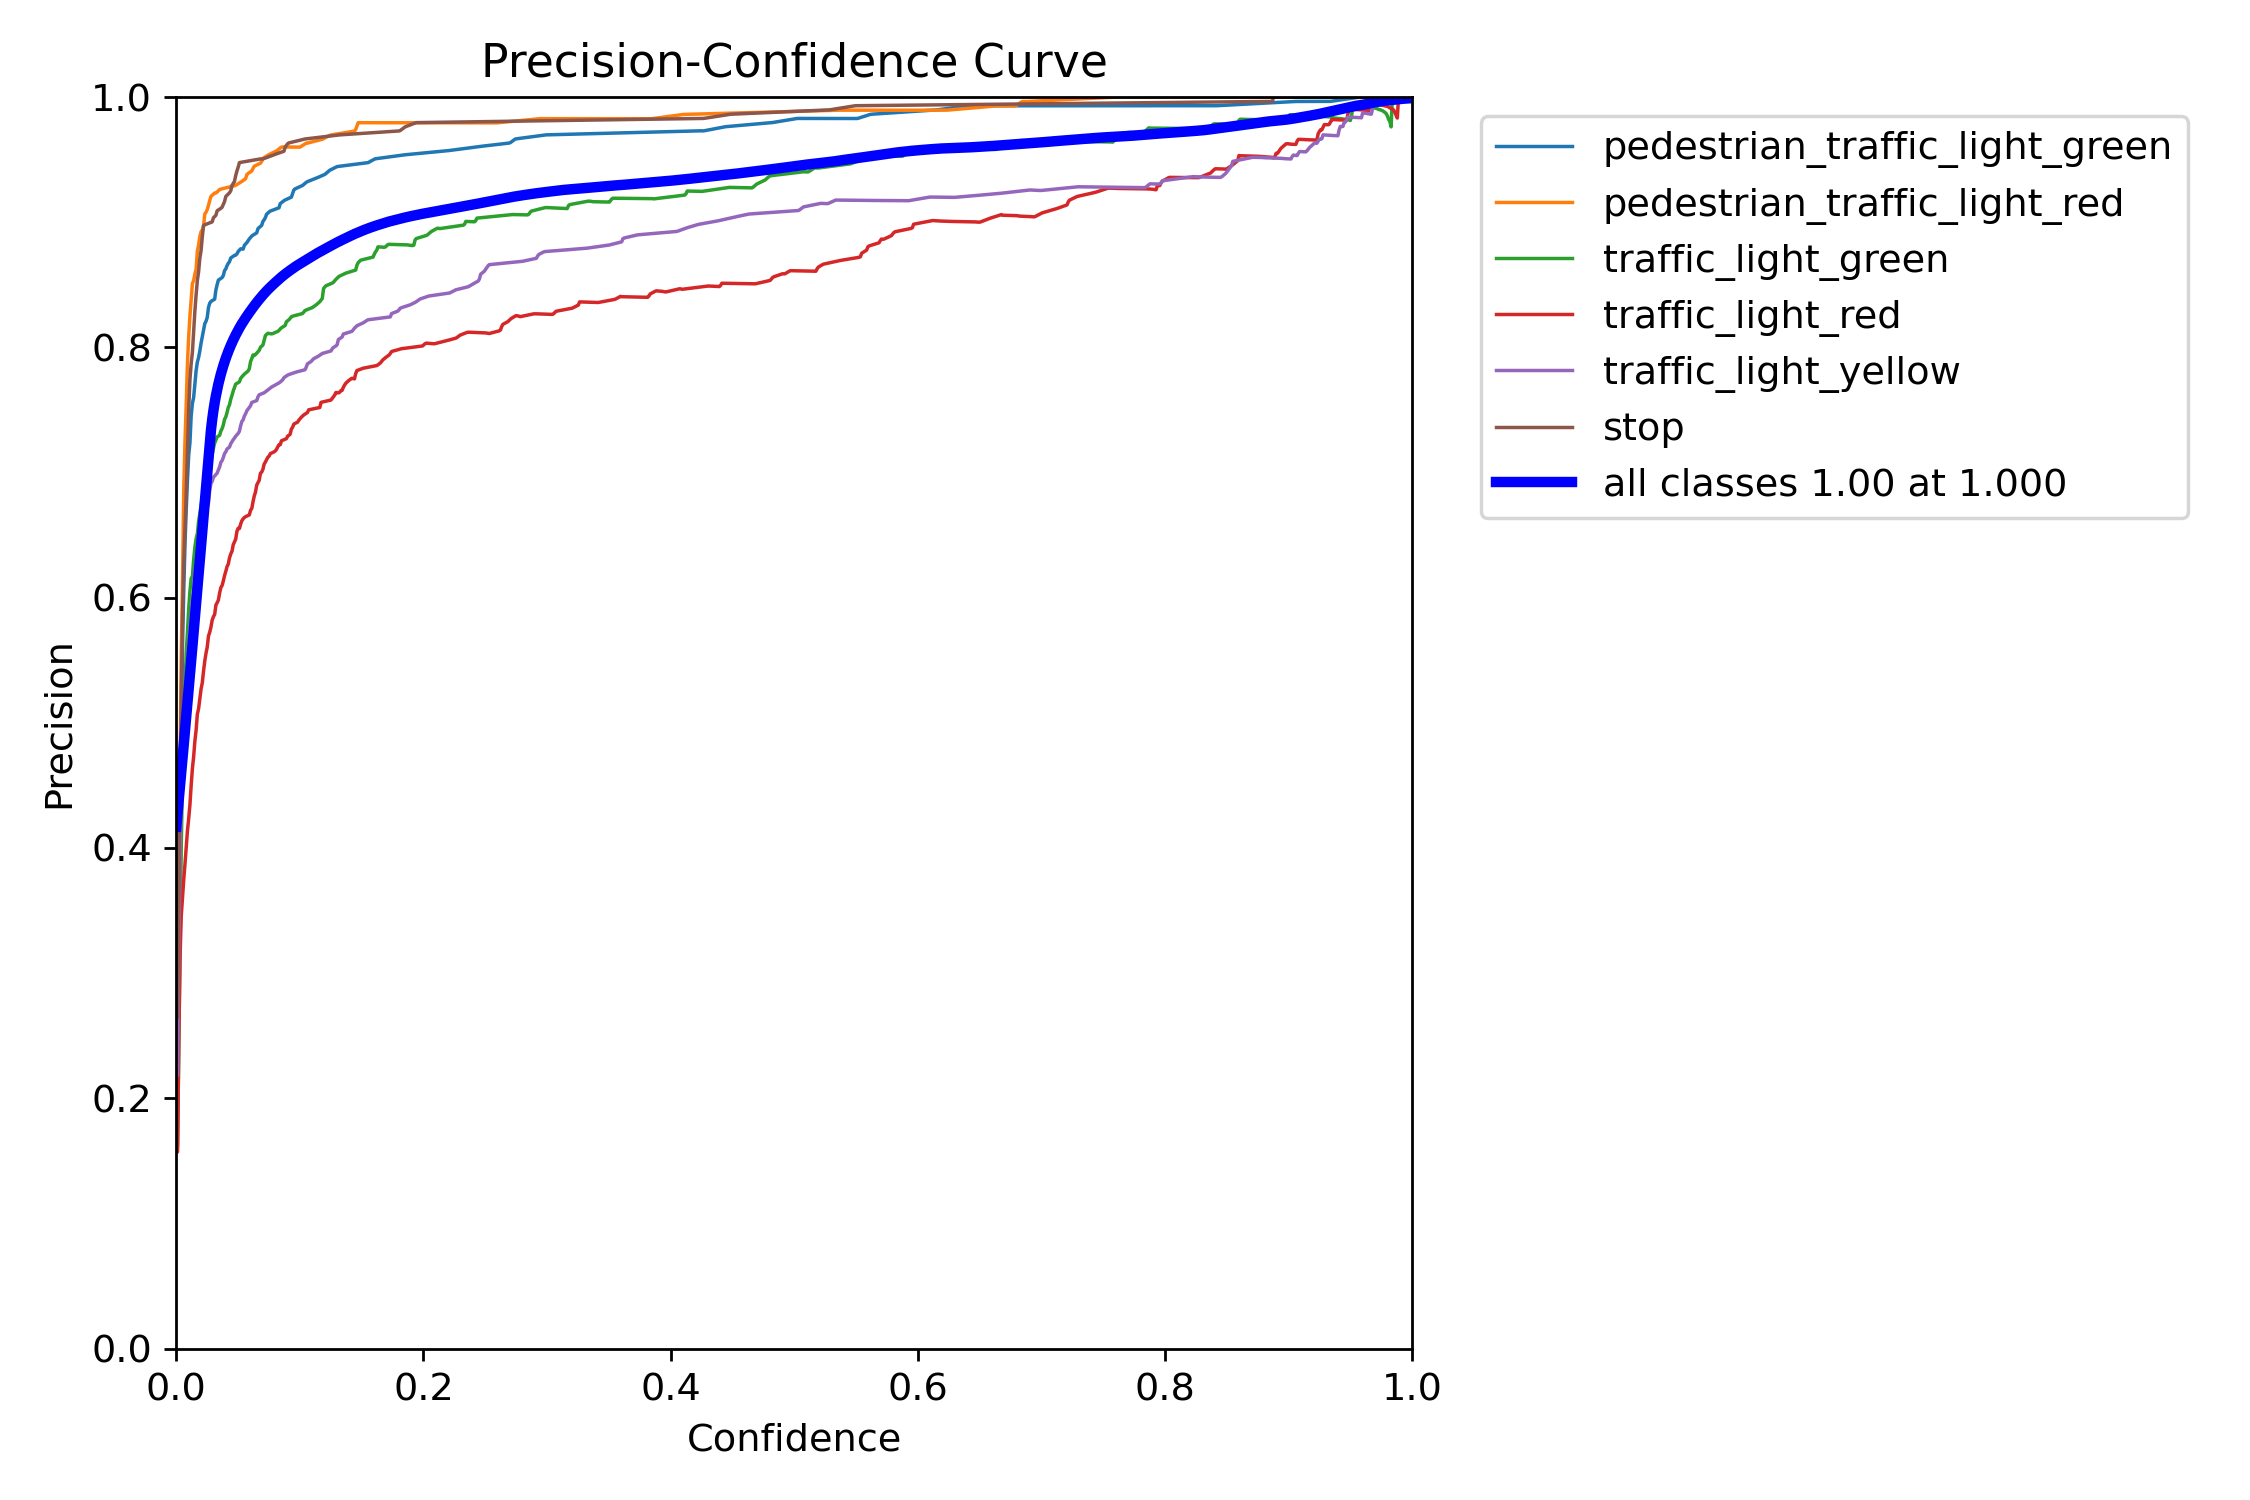 Precision-Confidence Curve
1.0
0.8
0.6
0.4
0.2
0.0
Precision
0.0 0.2 0.4 0.6 0.8 1.0
Confidence
pedestrian_traffic_light_green
pedestrian_traffic_light_red
traffic_light_green
traffic_light_red
traffic_light_yellow
stop
all classes 1.00 at 1.000